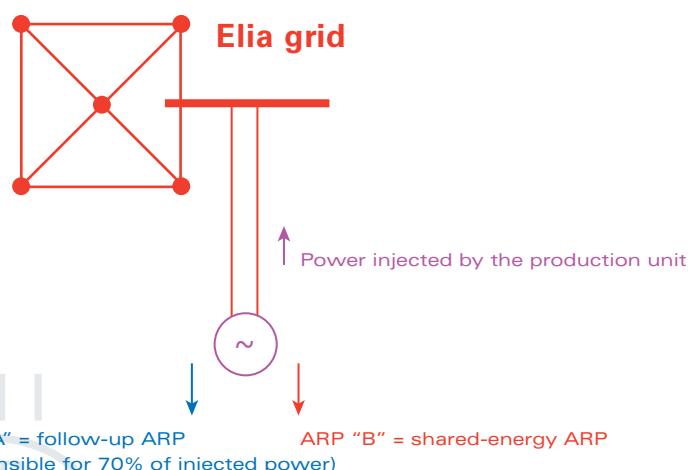 Elia grid
Power injected by the production unit
~
= follow-up ARP
ARP “B” = shared-energy ARP
for 70% of injected power)